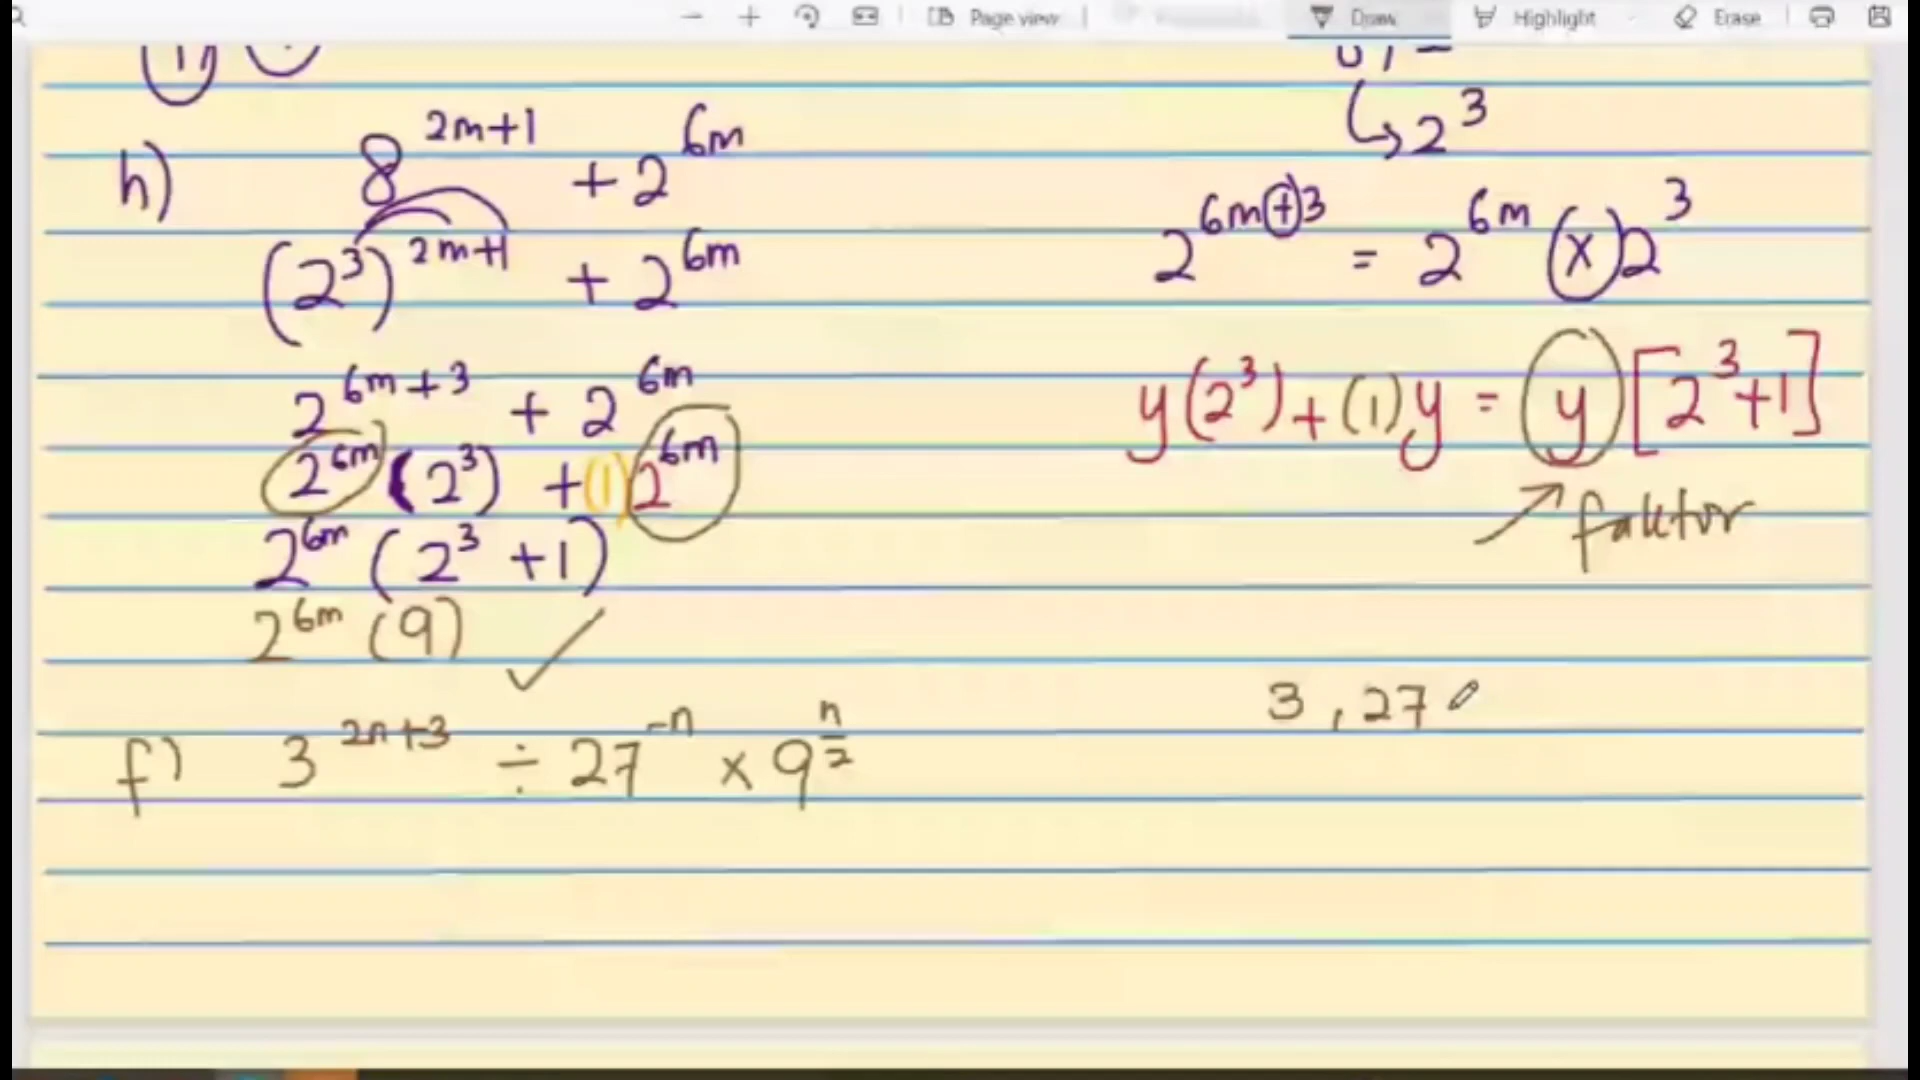 Page view Draw Highlight Erase
h) 8^{2m+1} + 2^{6m}
(2^3)^{2m+1} + 2^{6m}
2^{6m+3} + 2^{6m}
2^{6m} (2^3) + (1) 2^{6m}
2^{6m} (2^3 + 1)
2^{6m} (9) ✓
f) 3^{2n+3} ÷ 27^{-n} × 9^{n/2}
↳ 2^3
2^{6m+3} = 2^{6m} (×) 2^3
y(2^3) + (1)y = y [2^3 + 1]
faktor
3 , 27